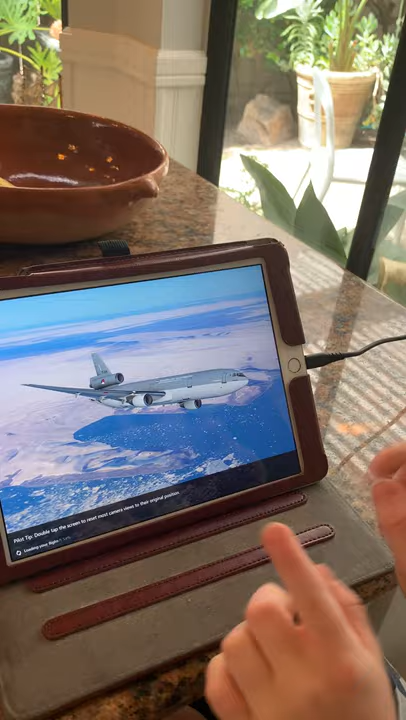 Pilot Tip: Double tap the screen to reset most camera views to their original position
Loading your flight